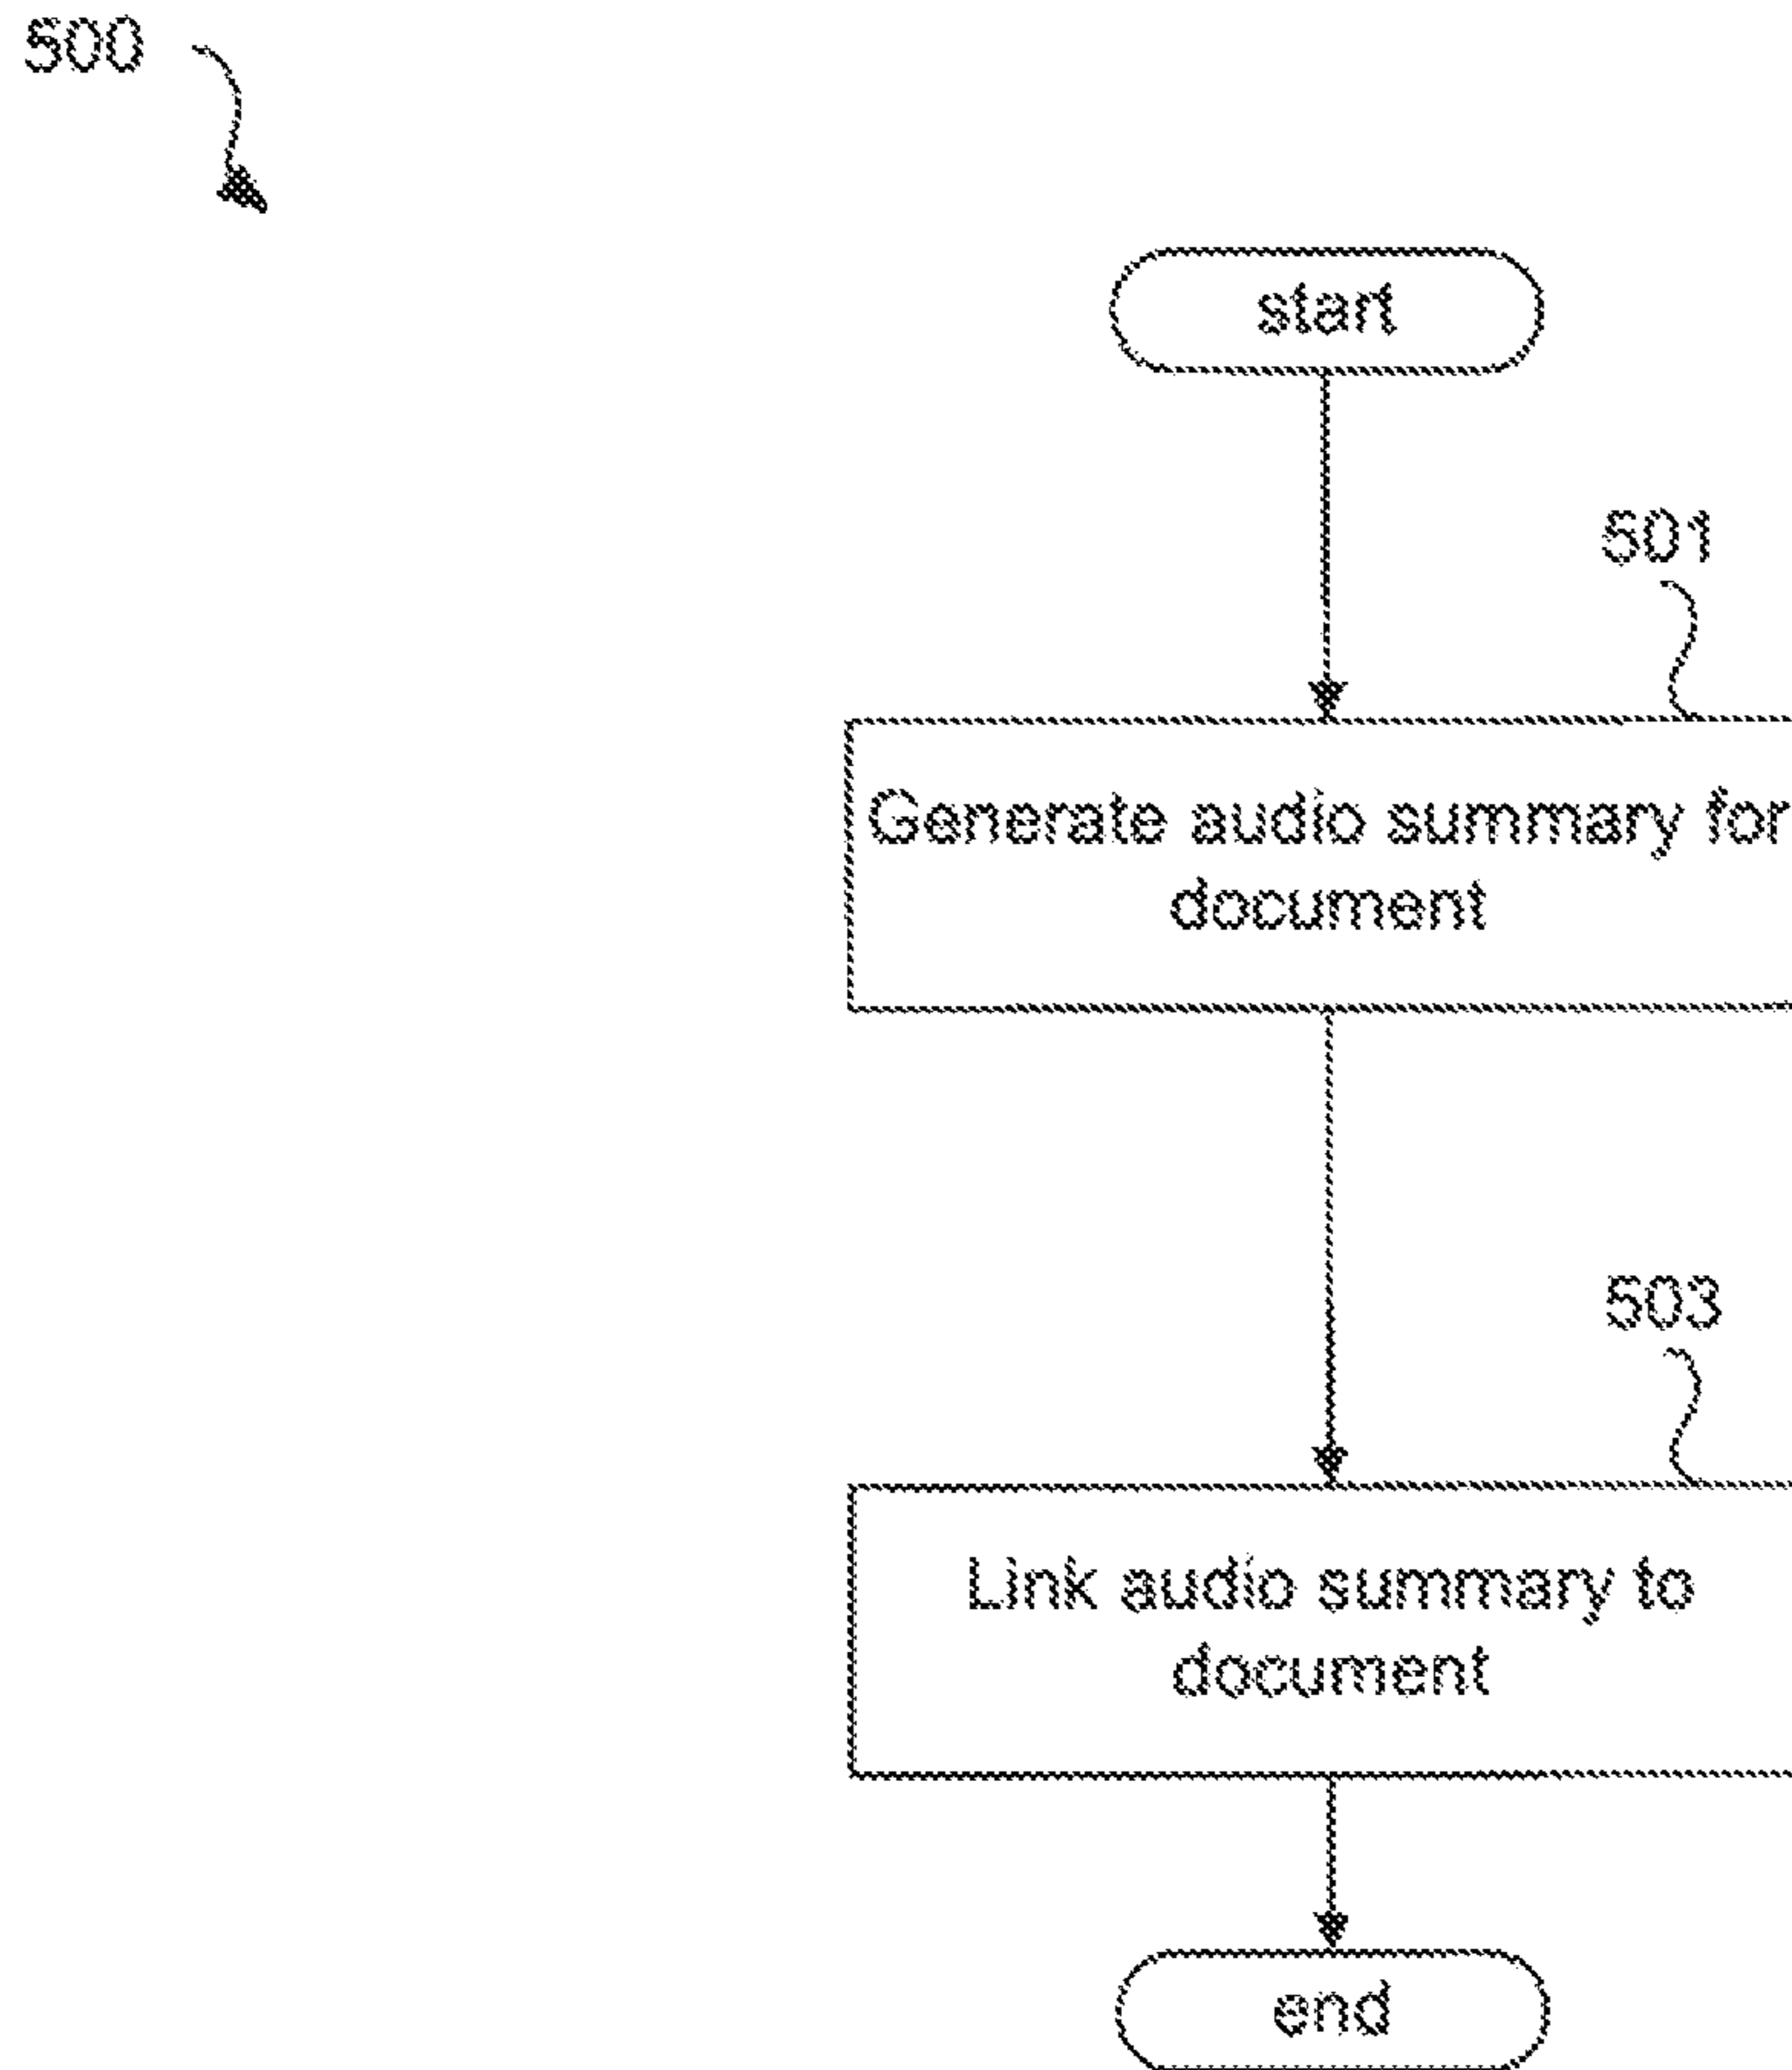 500
start
501
Generate audio summary for
document
503
Link audio summary to
document
end